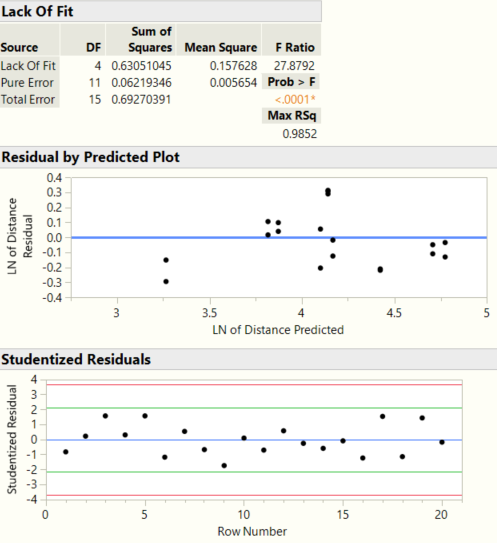 Lack Of Fit
Sum of
Source DF Squares Mean Square F Ratio
Lack Of Fit 4 0.63051045 0.157628 27.8792
Pure Error 11 0.06219346 0.005654 Prob > F
Total Error 15 0.69270391 <.0001*
Max RSq
0.9852
Residual by Predicted Plot
LN of Distance
Residual
0.4
0.3
0.2
0.1
0.0
-0.1
-0.2
-0.3
-0.4
3 3.5 4 4.5 5
LN of Distance Predicted
Studentized Residuals
Studentized Residual
4
3
2
1
0
-1
-2
-3
-4
0 5 10 15 20
Row Number